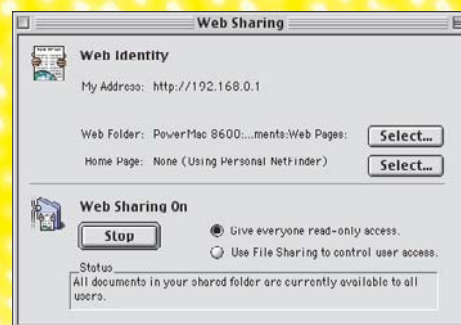 Web Sharing
Web Identity
My Address: http://192.168.0.1
Web Folder: PowerMac 8600:...ments:Web Pages:
Select...
Home Page: None (Using Personal NetFinder)
Select...
Web Sharing On
Stop
Give everyone read-only access.
Use File Sharing to control user access.
Status
All documents in your shared folder are currently available to all
users.